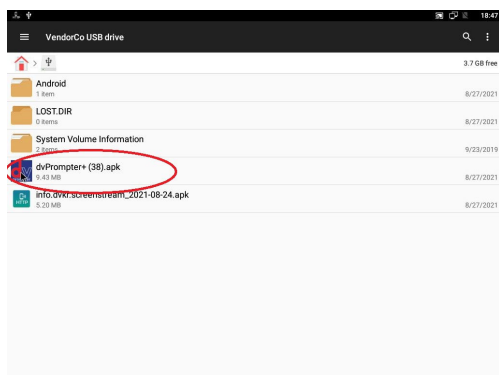 18:47
VendorCo USB drive
3.7 GB free
Android
1 item
8/27/2021
LOST.DIR
0 items
8/27/2021
System Volume Information
2 items
9/23/2019
dvPrompter+ (38).apk
9.43 MB
8/27/2021
info.dvkr.screenstream_2021-08-24.apk
5.20 MB
8/27/2021
HTTP